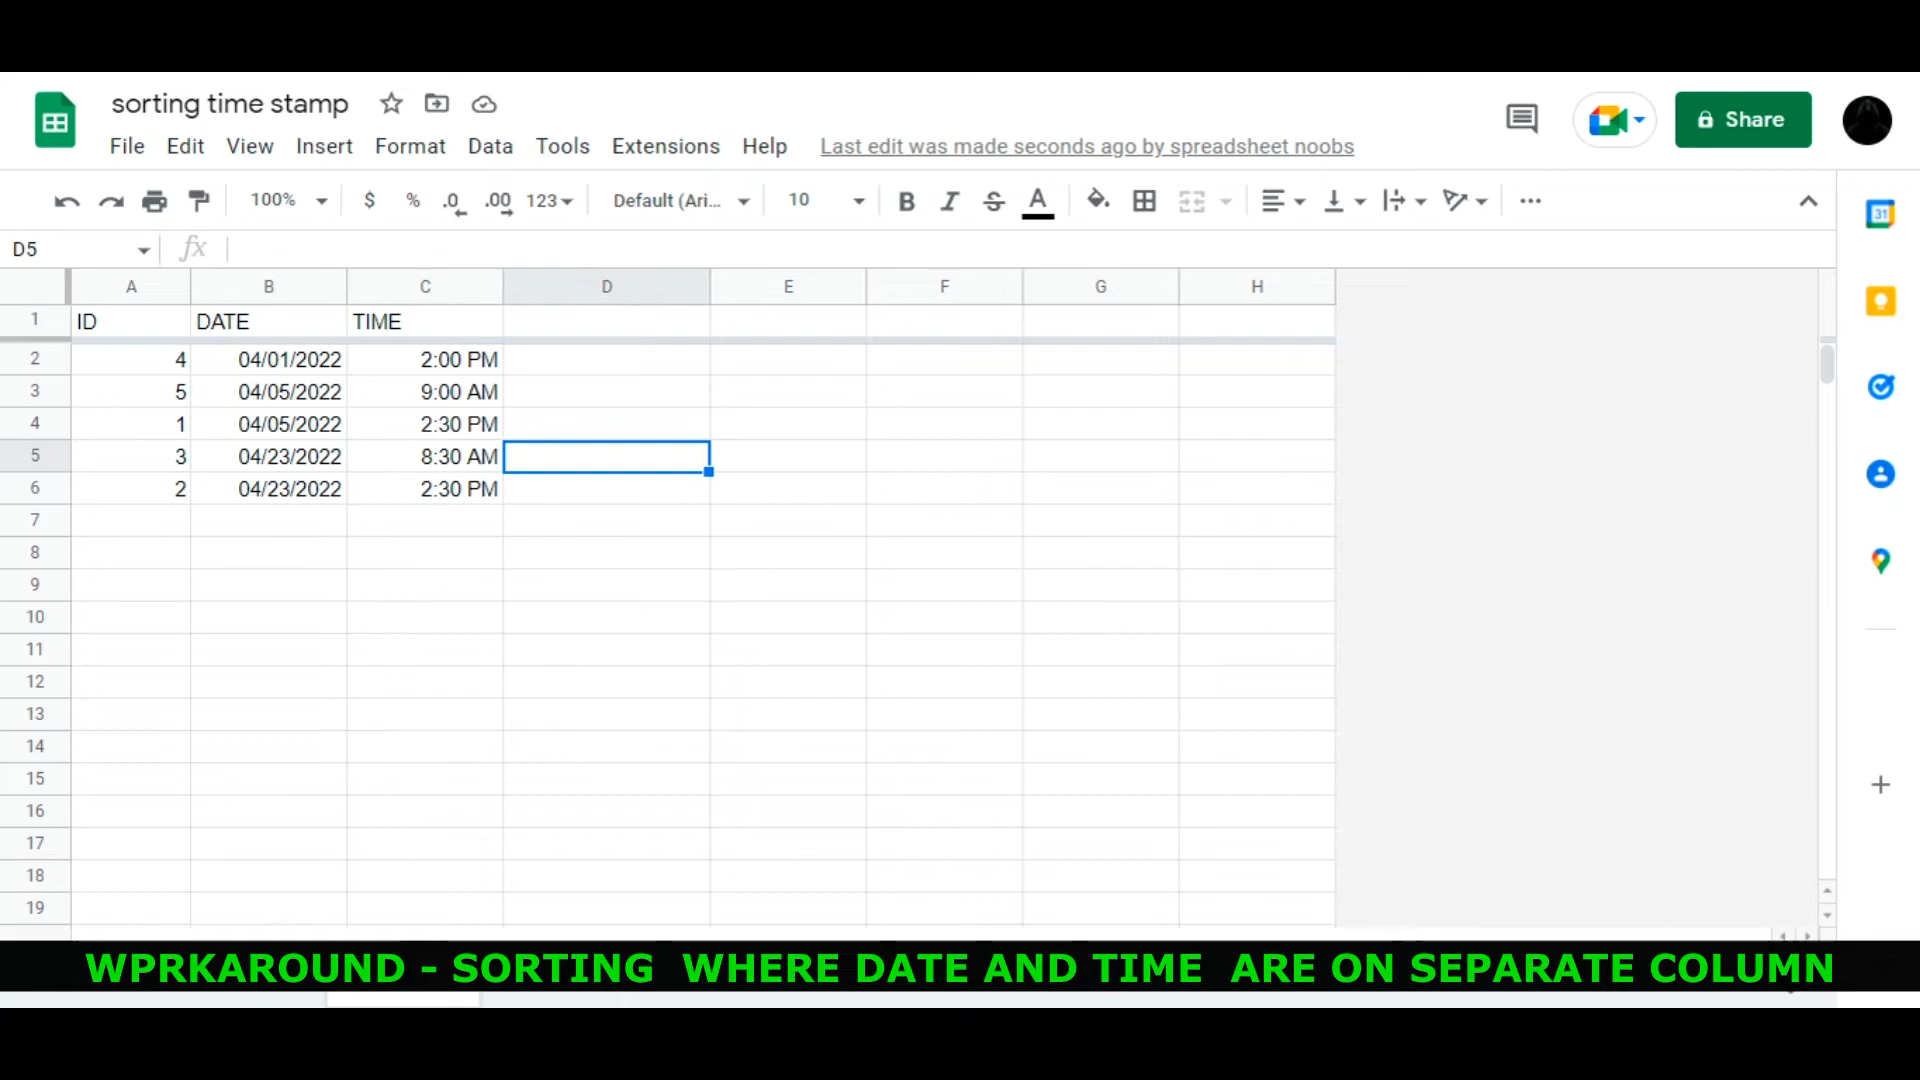 sorting time stamp
Share
File Edit View Insert Format Data Tools Extensions Help Last edit was made seconds ago by spreadsheet noobs
100% $ % .0 .00 123 Default (Ari... 10 B I S A
31
D5 fx
A B C D E F G H
1 ID DATE TIME
2 4 04/01/2022 2:00 PM
3 5 04/05/2022 9:00 AM
4 1 04/05/2022 2:30 PM
5 3 04/23/2022 8:30 AM
6 2 04/23/2022 2:30 PM
7
8
9
10
11
12
13
14
15
16
17
18
19
WPRKAROUND - SORTING WHERE DATE AND TIME ARE ON SEPARATE COLUMN